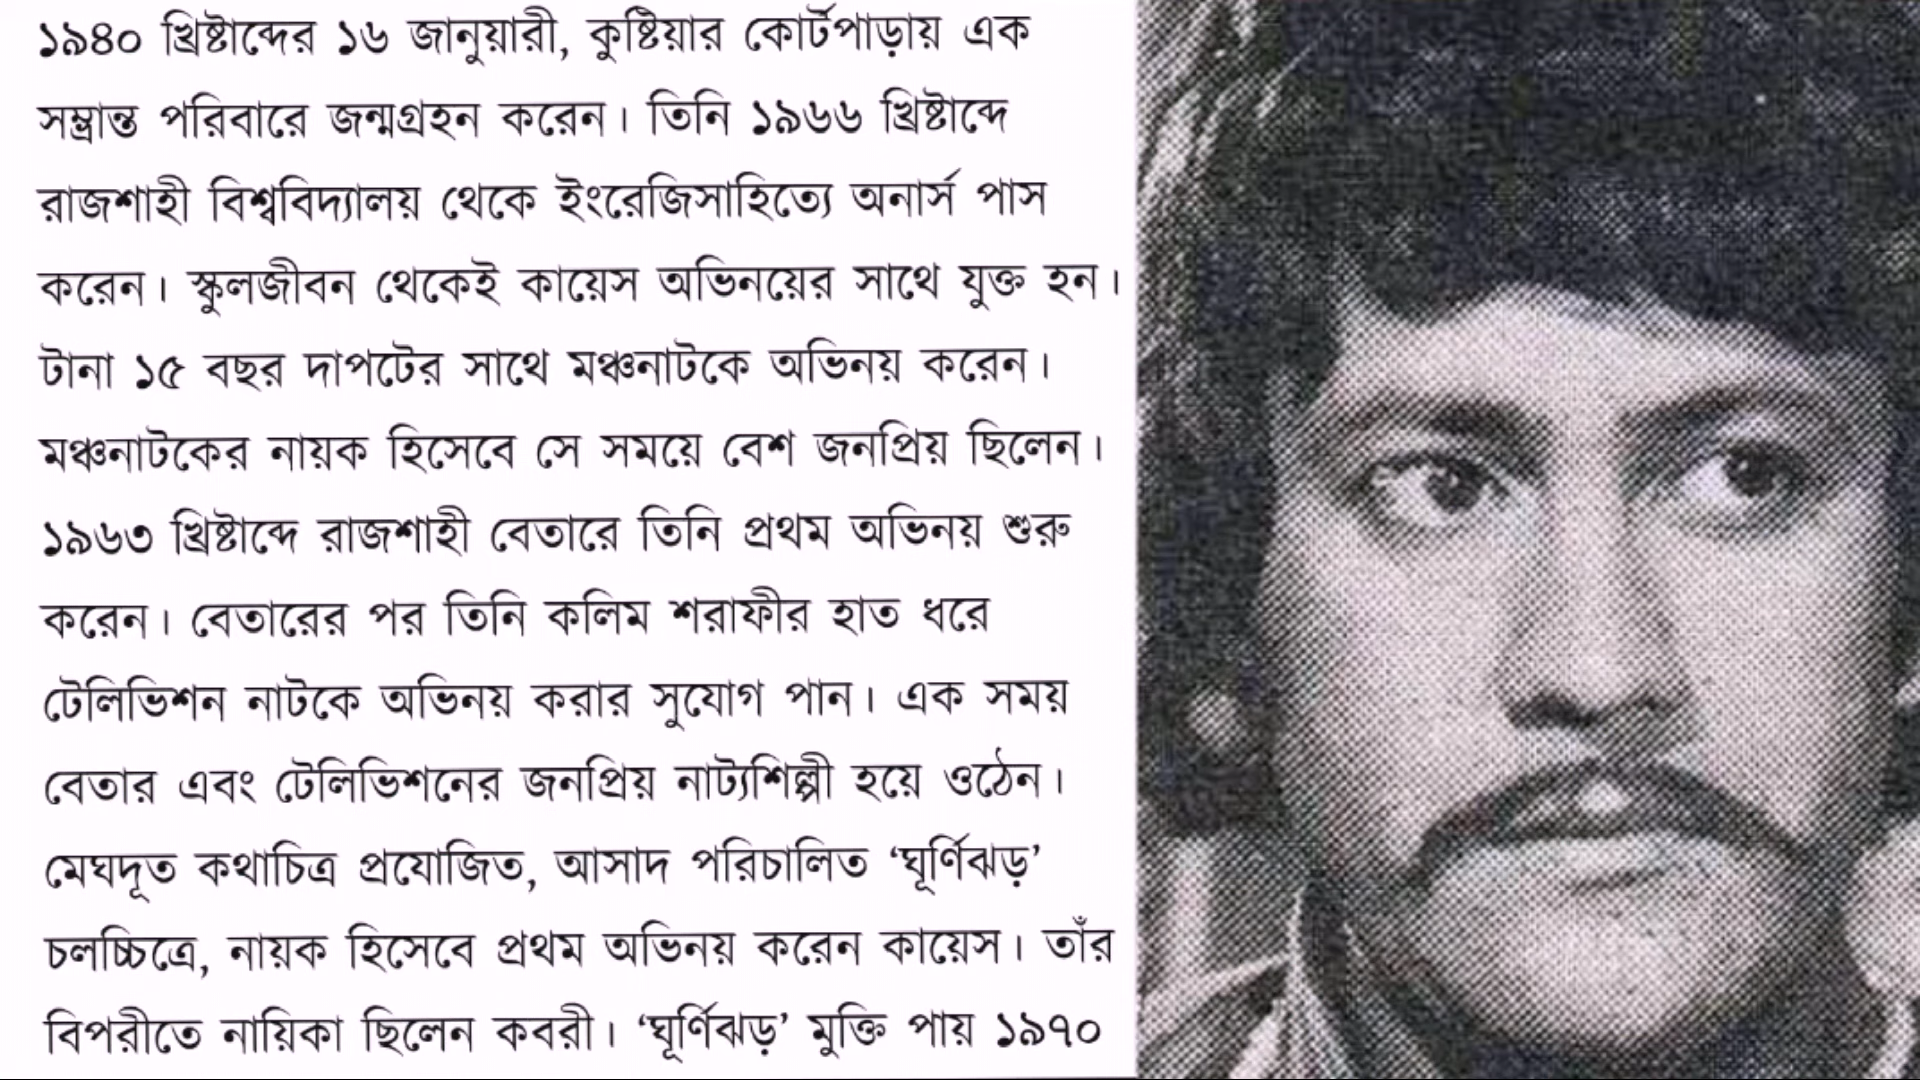 ১৯৪০ খ্রিষ্টাব্দের ১৬ জানুয়ারী, কুষ্টিয়ার কোর্টপাড়ায় এক
সম্ভ্রান্ত পরিবারে জন্মগ্রহন করেন। তিনি ১৯৬৬ খ্রিষ্টাব্দে
রাজশাহী বিশ্ববিদ্যালয় থেকে ইংরেজিসাহিত্যে অনার্স পাস
করেন। স্কুলজীবন থেকেই কায়েস অভিনয়ের সাথে যুক্ত হন।
টানা ১৫ বছর দাপটের সাথে মঞ্চনাটকে অভিনয় করেন।
মঞ্চনাটকের নায়ক হিসেবে সে সময়ে বেশ জনপ্রিয় ছিলেন।
১৯৬৩ খ্রিষ্টাব্দে রাজশাহী বেতারে তিনি প্রথম অভিনয় শুরু
করেন। বেতারের পর তিনি কলিম শরাফীর হাত ধরে
টেলিভিশন নাটকে অভিনয় করার সুযোগ পান। এক সময়
বেতার এবং টেলিভিশনের জনপ্রিয় নাট্যশিল্পী হয়ে ওঠেন।
মেঘদূত কথাচিত্র প্রযোজিত, আসাদ পরিচালিত ‘ঘূর্ণিঝড়’
চলচ্চিত্রে, নায়ক হিসেবে প্রথম অভিনয় করেন কায়েস। তাঁর
বিপরীতে নায়িকা ছিলেন কবরী। ‘ঘূর্ণিঝড়’ মুক্তি পায় ১৯৭০